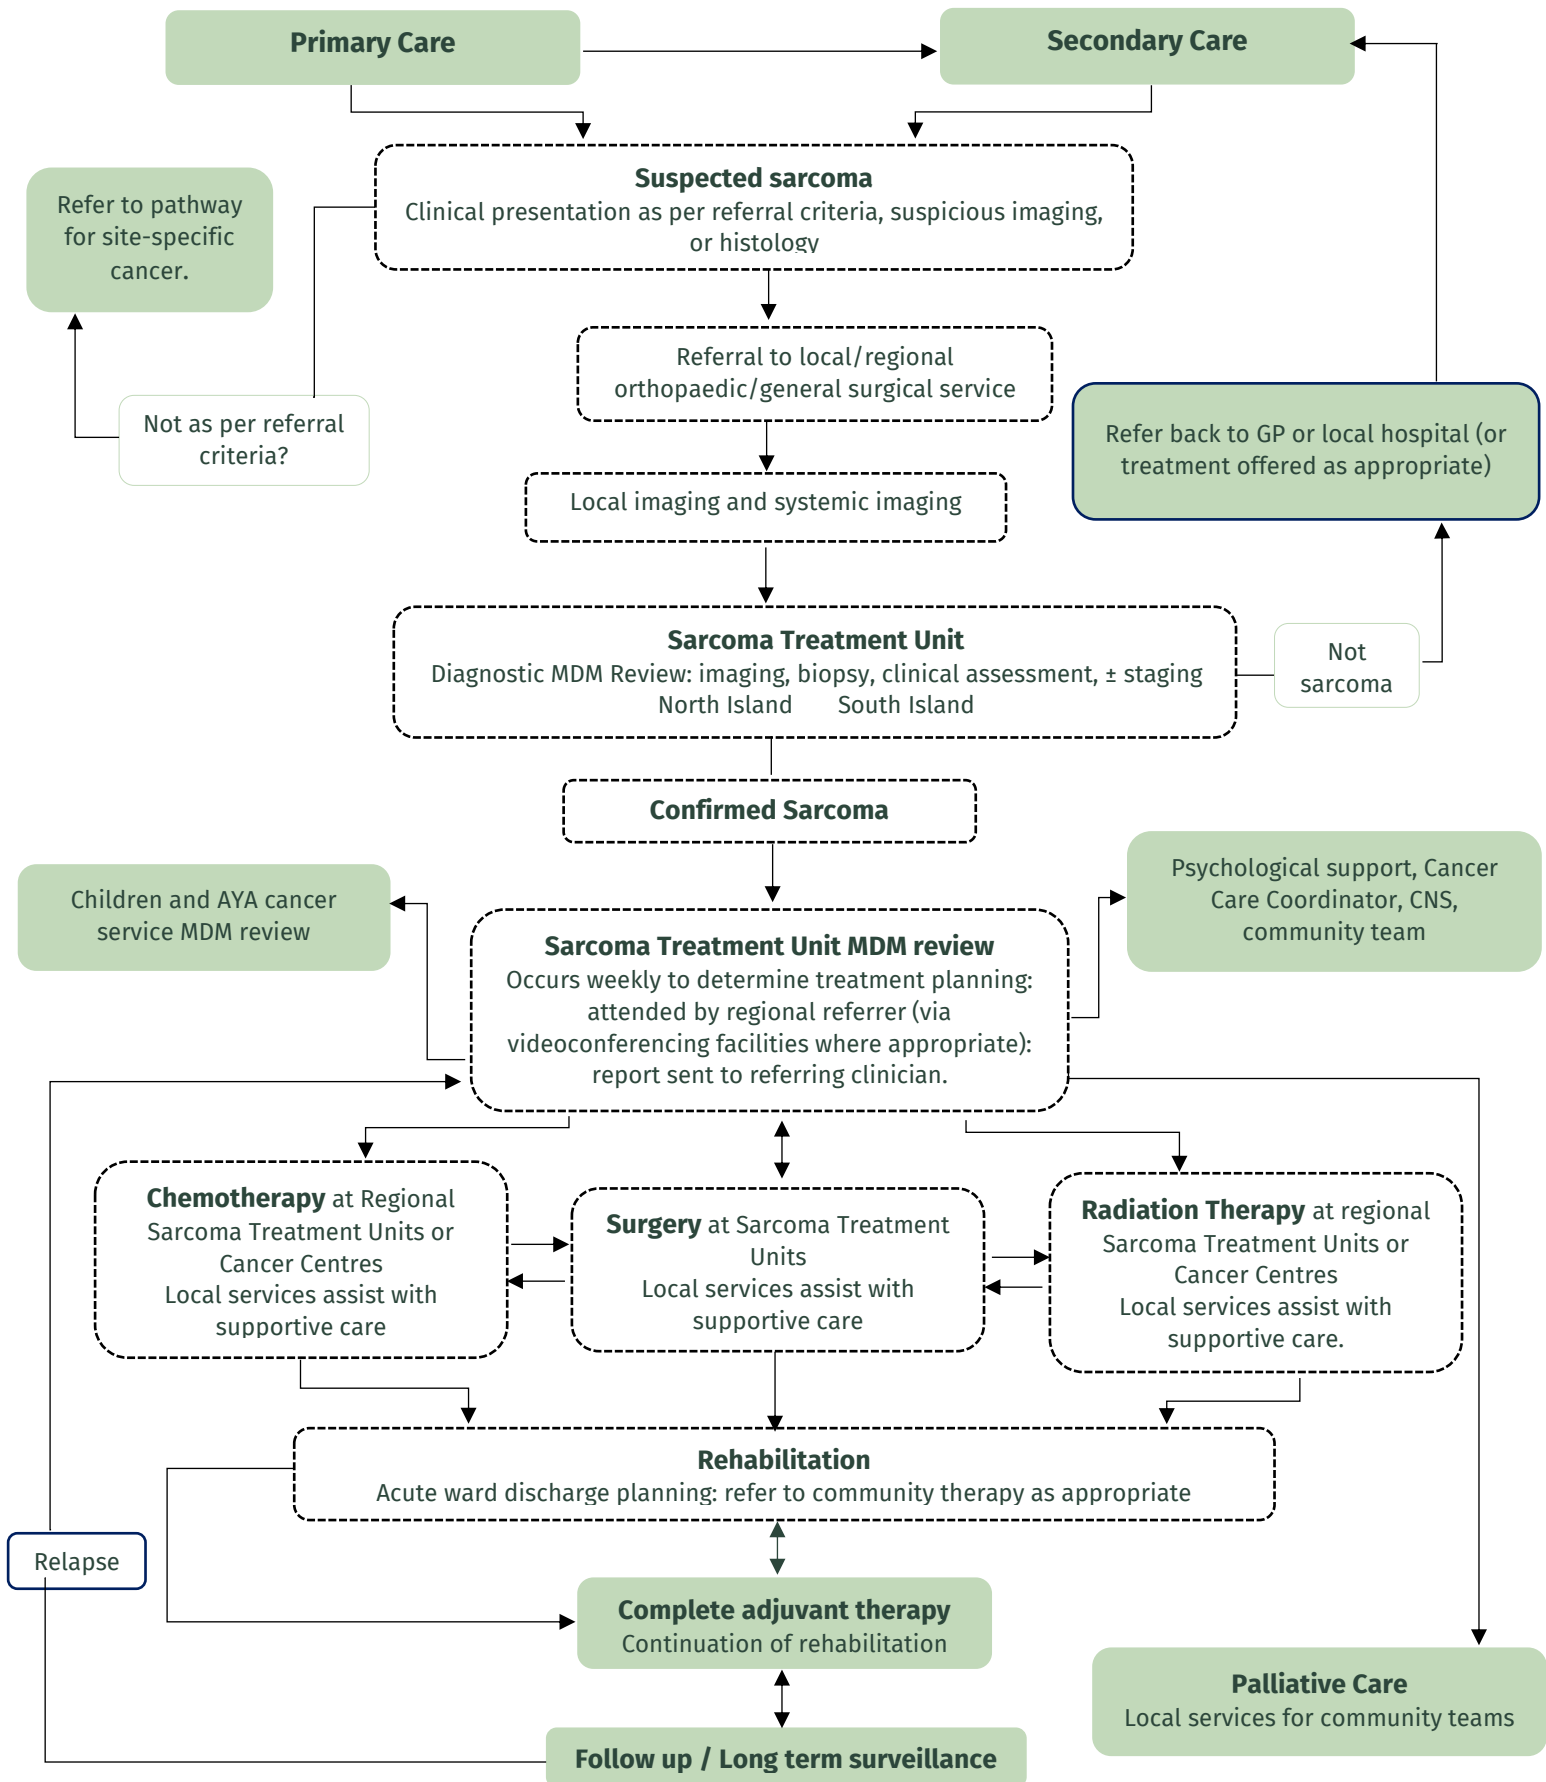 Primary Care
Secondary Care
Suspected sarcoma
Clinical presentation as per referral criteria, suspicious imaging,
or histology
Refer to pathway
for site-specific
cancer.
Referral to local/regional
orthopaedic/general surgical service
Not as per referral
criteria?
Refer back to GP or local hospital (or
treatment offered as appropriate)
Local imaging and systemic imaging
Sarcoma Treatment Unit
Diagnostic MDM Review: imaging, biopsy, clinical assessment, ± staging
North Island South Island
Not
sarcoma
Confirmed Sarcoma
Children and AYA cancer
service MDM review
Psychological support, Cancer
Care Coordinator, CNS,
community team
Sarcoma Treatment Unit MDM review
Occurs weekly to determine treatment planning:
attended by regional referrer (via
videoconferencing facilities where appropriate):
report sent to referring clinician.
Chemotherapy at Regional
Sarcoma Treatment Units or
Cancer Centres
Local services assist with
supportive care
Surgery at Sarcoma Treatment
Units
Local services assist with
supportive care
Radiation Therapy at regional
Sarcoma Treatment Units or
Cancer Centres
Local services assist with
supportive care.
Rehabilitation
Acute ward discharge planning: refer to community therapy as appropriate
Relapse
Complete adjuvant therapy
Continuation of rehabilitation
Palliative Care
Local services for community teams
Follow up / Long term surveillance